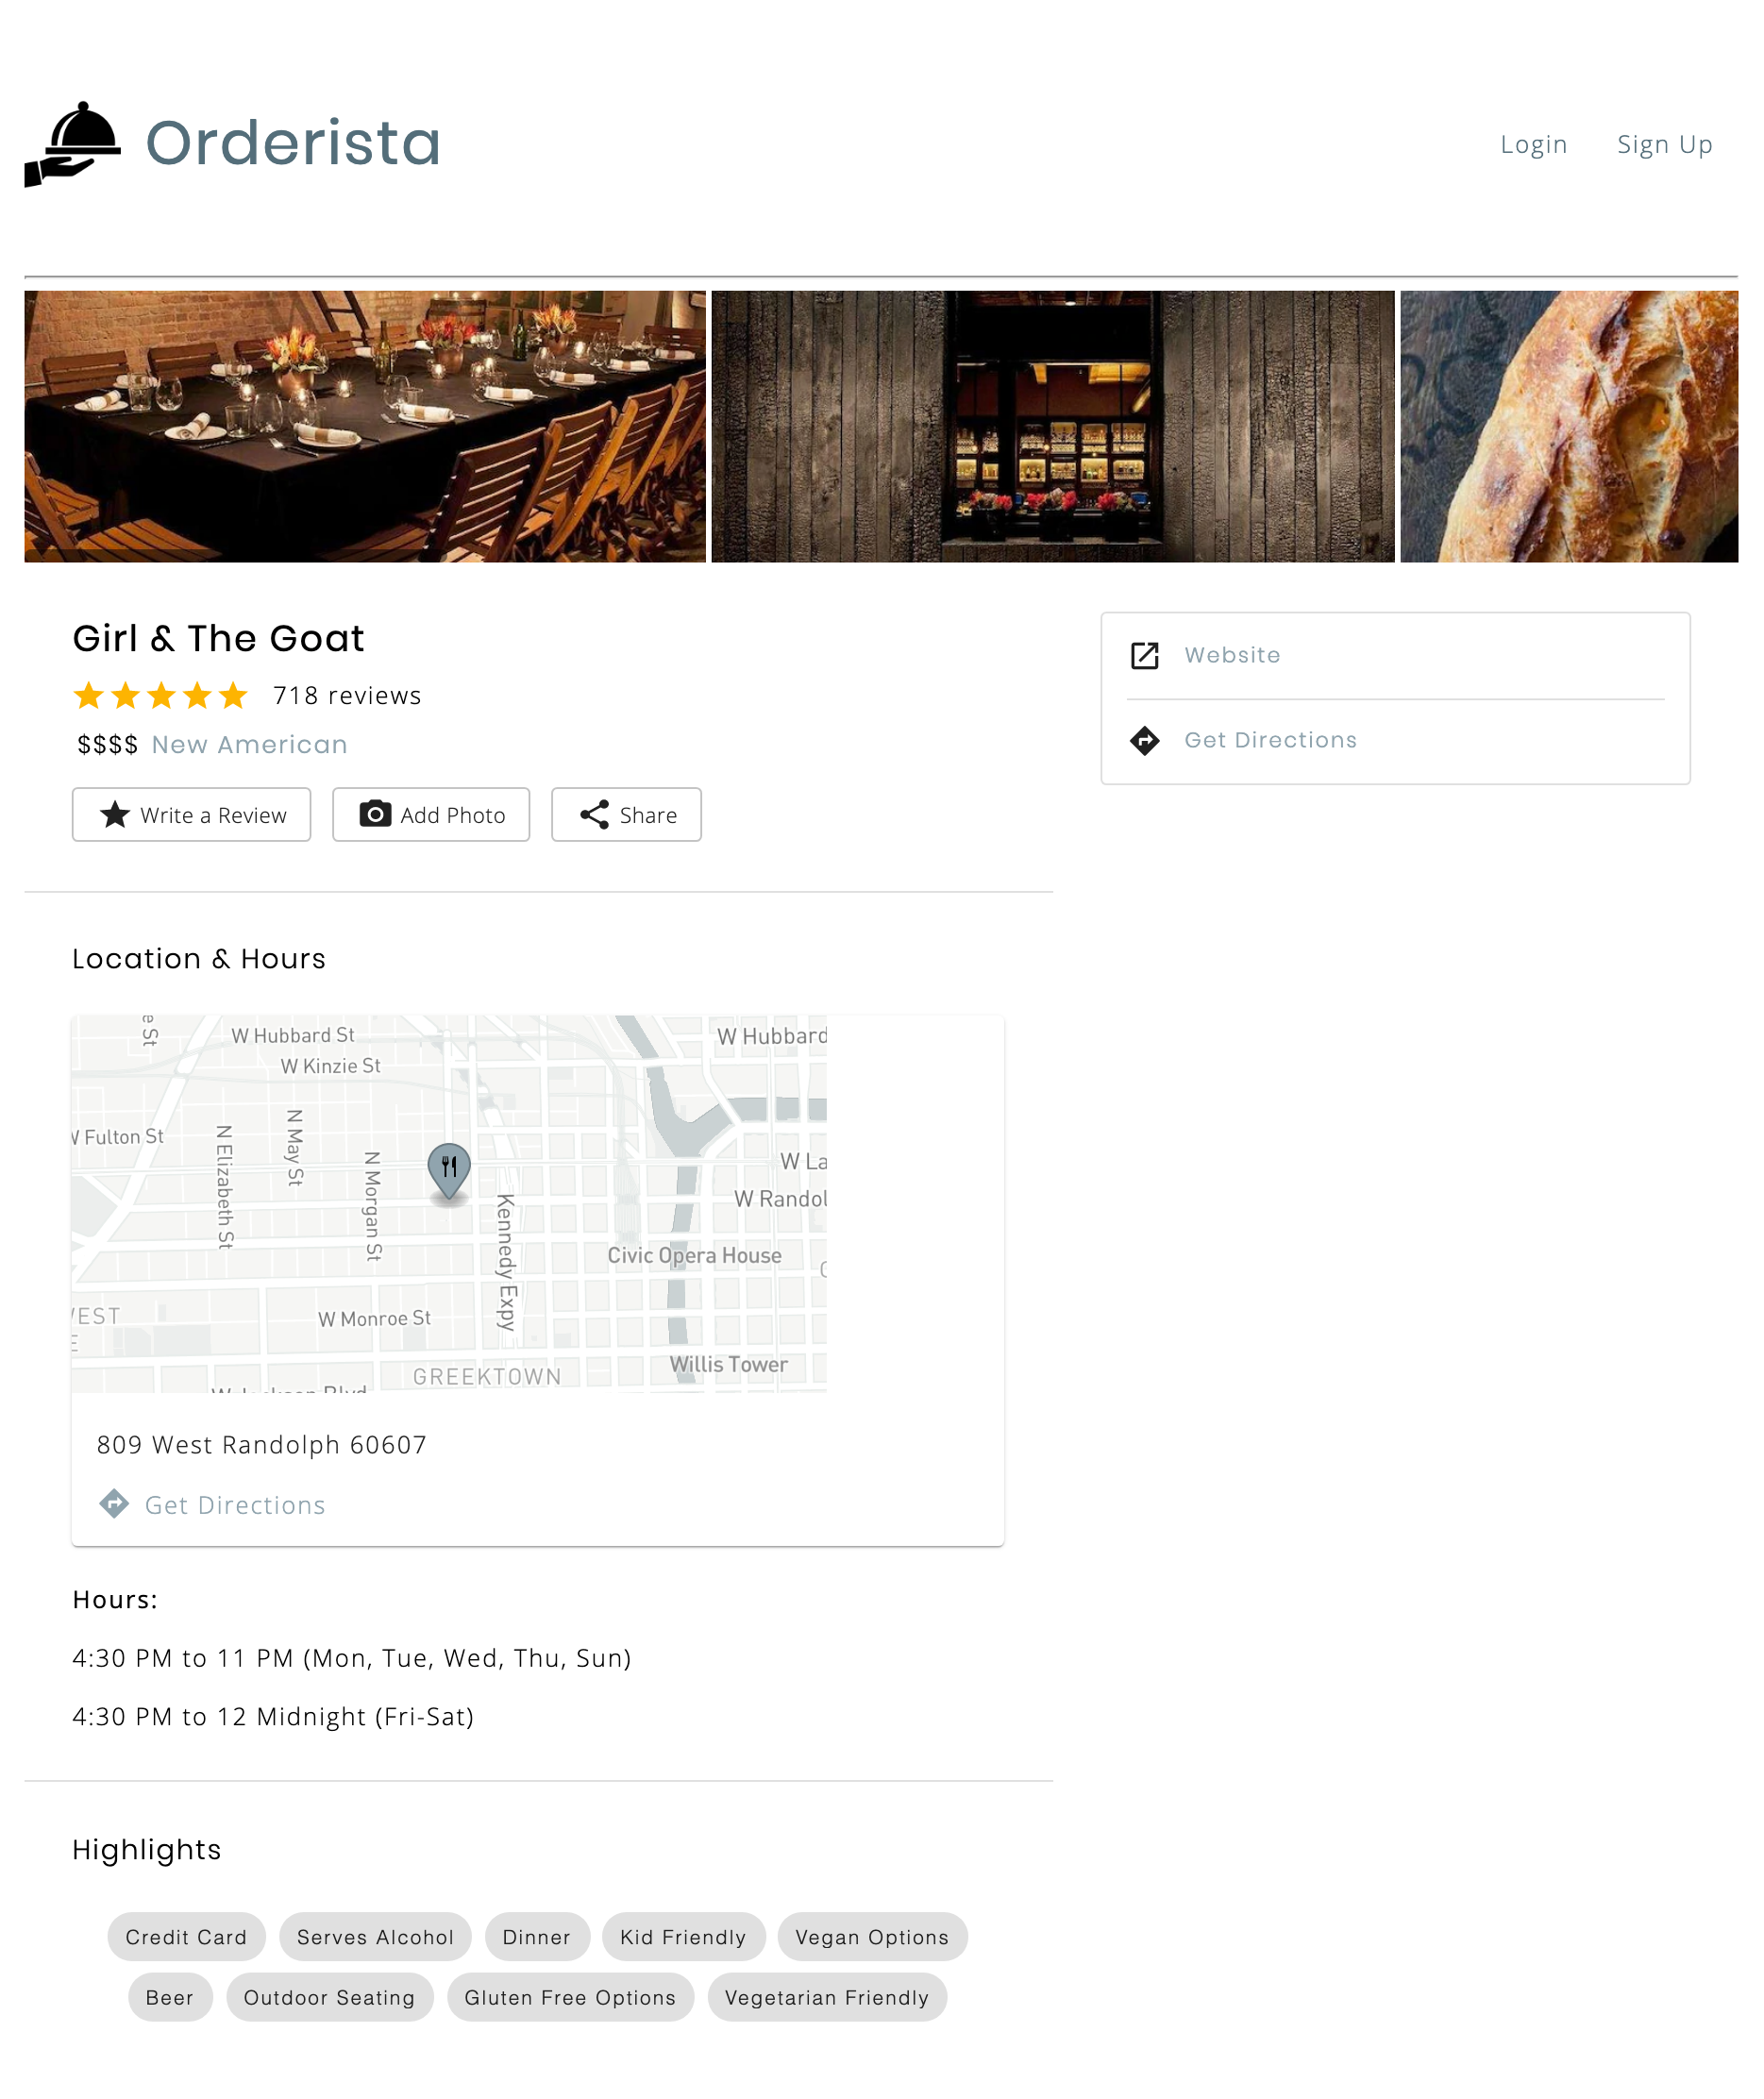 Orderista
Login
Sign Up
Girl & The Goat
718 reviews
$$$$ New American
Write a Review
Add Photo
Share
Website
Get Directions
Location & Hours
e St
W Hubbard St
W Hubbard
W Kinzie St
W Fulton St
N Elizabeth St
N May St
N Morgan St
Kennedy Expy
W La
W Randol
Civic Opera House
W Monroe St
Willis Tower
GREEKTOWN
809 West Randolph 60607
Get Directions
Hours:
4:30 PM to 11 PM (Mon, Tue, Wed, Thu, Sun)
4:30 PM to 12 Midnight (Fri-Sat)
Highlights
Credit Card
Serves Alcohol
Dinner
Kid Friendly
Vegan Options
Beer
Outdoor Seating
Gluten Free Options
Vegetarian Friendly